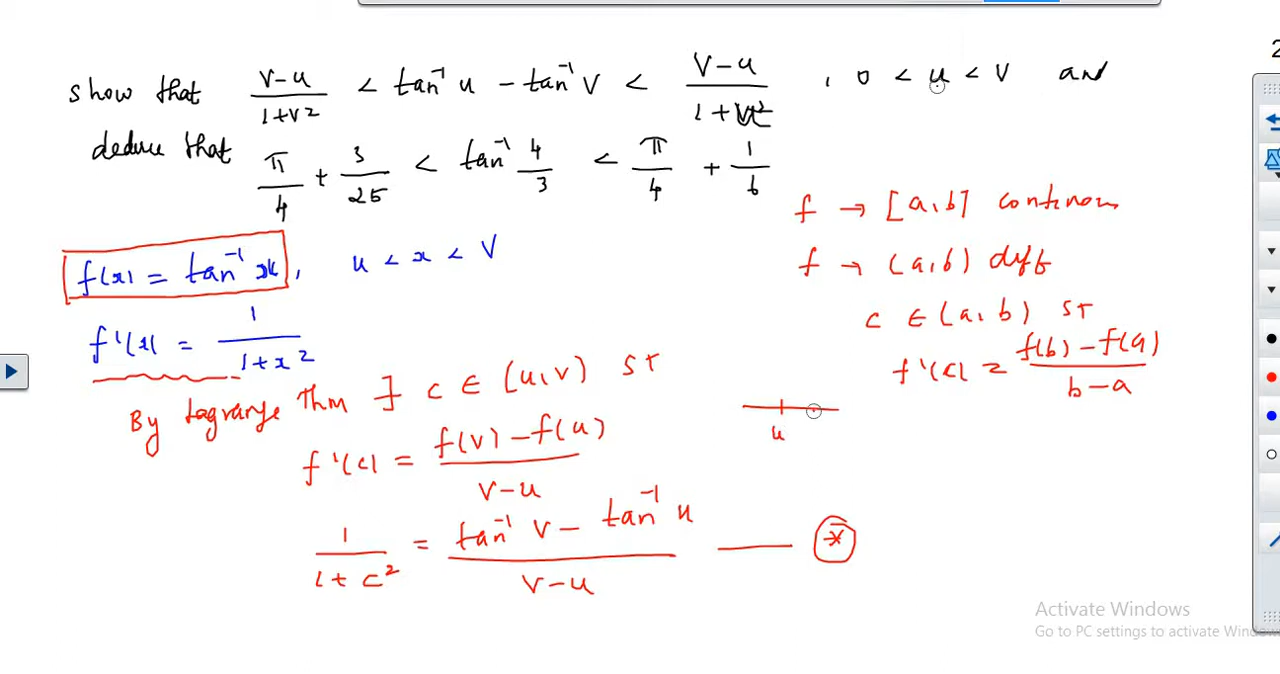 show that V-u/1+V² < tan⁻¹ u - tan⁻¹ V < V-u/1+u² , 0 < u < V and
deduce that π/4 + 3/25 < tan⁻¹ 4/3 < π/4 + 1/6
f → [a,b] continous
f(x) = tan⁻¹ x, u < x < V
f → (a,b) diff
f'(x) = 1/1+x²
c ∈ (a,b) st
f'(c) = f(b)-f(a)/b-a
By Lagrange Thm ∃ c ∈ (u,v) st
u
f'(c) = f(v)-f(u)/v-u
1/1+c² = tan⁻¹ v - tan⁻¹ u/v-u —— *
Activate Windows
Go to PC settings to activate Windows
2